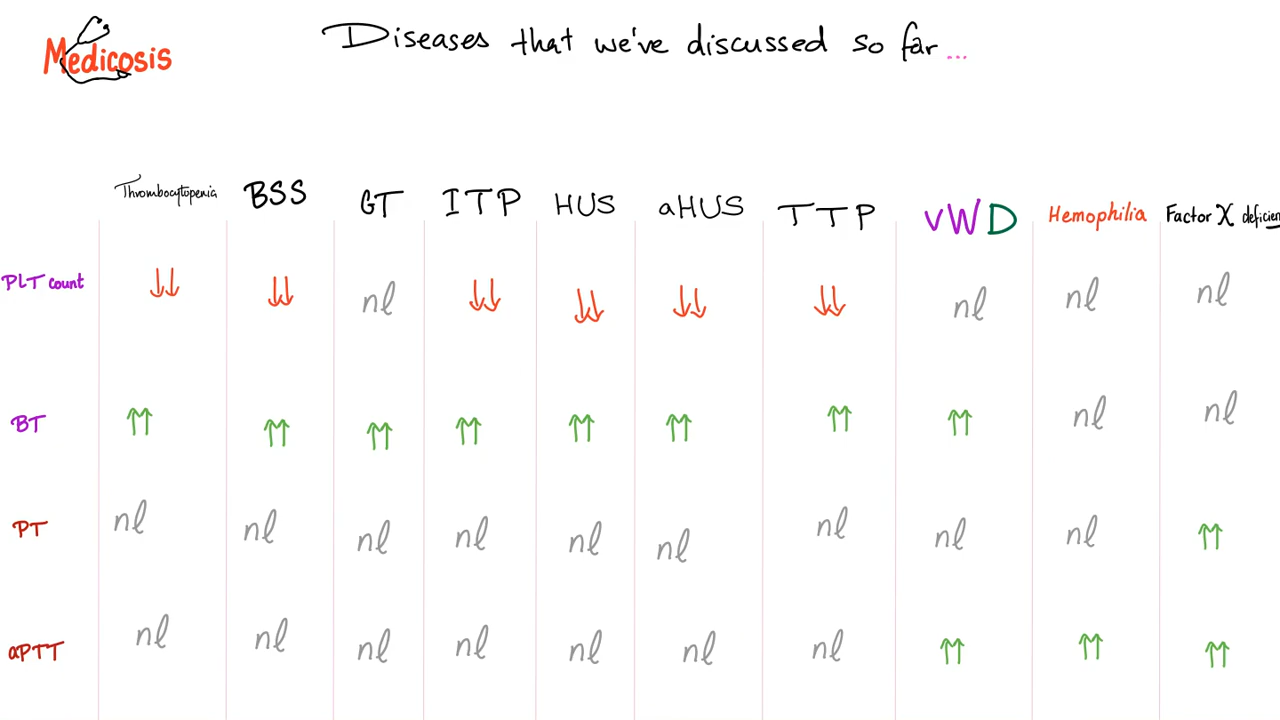 Medicosis
Diseases that we've discussed so far...
Thrombocytopenia BSS GT ITP HUS aHUS TTP vWD Hemophilia Factor X deficien
PLT count ↓↓ ↓↓ nl ↓↓ ↓↓ ↓↓ ↓↓ nl nl nl
BT ↑↑ ↑↑ ↑↑ ↑↑ ↑↑ ↑↑ ↑↑ ↑↑ nl nl
PT nl nl nl nl nl nl nl nl nl ↑↑
aPTT nl nl nl nl nl nl nl ↑↑ ↑↑ ↑↑